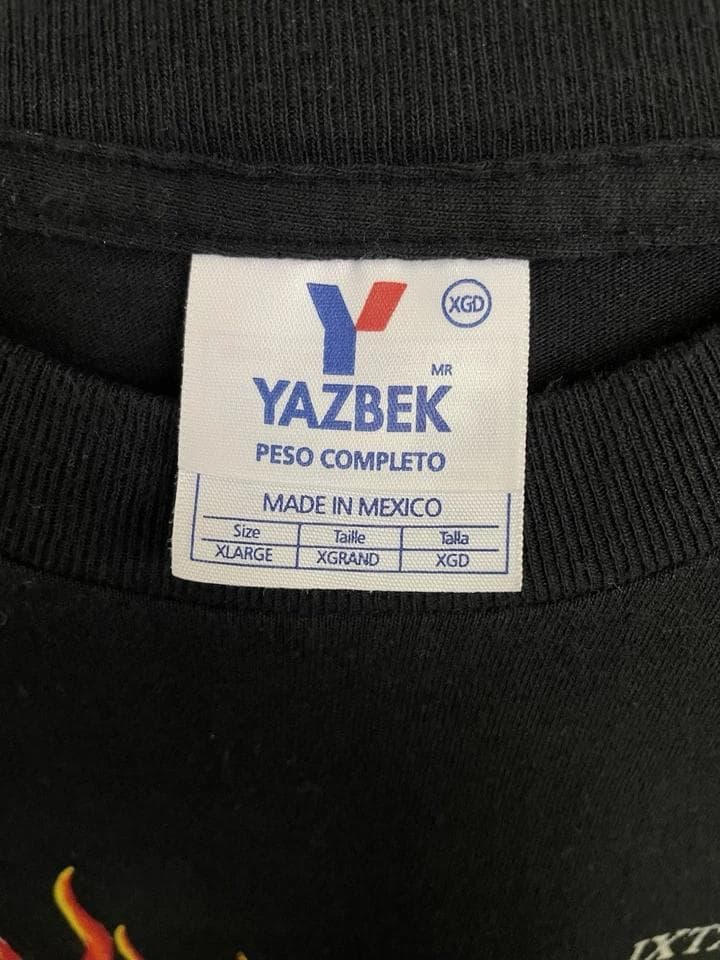 XGD
MR
YAZBEK
PESO COMPLETO
MADE IN MEXICO
Size Taille Talla
XLARGE XGRAND XGD